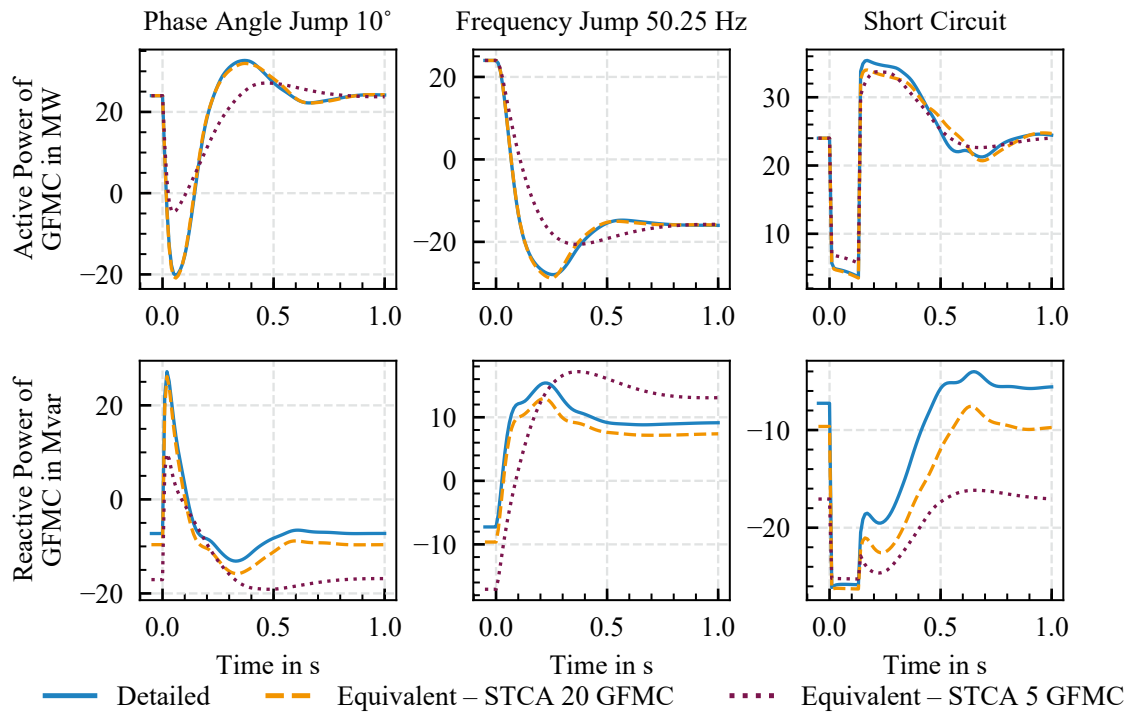 Phase Angle Jump 10°
Frequency Jump 50.25 Hz
Short Circuit
Active Power of
GFMC in MW
20
0
−20
0.0
0.5
1.0
20
0
−20
0.0
0.5
1.0
30
20
10
0.0
0.5
1.0
Reactive Power of
GFMC in Mvar
20
0
−20
0.0
0.5
1.0
Time in s
10
0
−10
0.0
0.5
1.0
Time in s
−10
−20
0.0
0.5
1.0
Time in s
Detailed
Equivalent – STCA 20 GFMC
Equivalent – STCA 5 GFMC